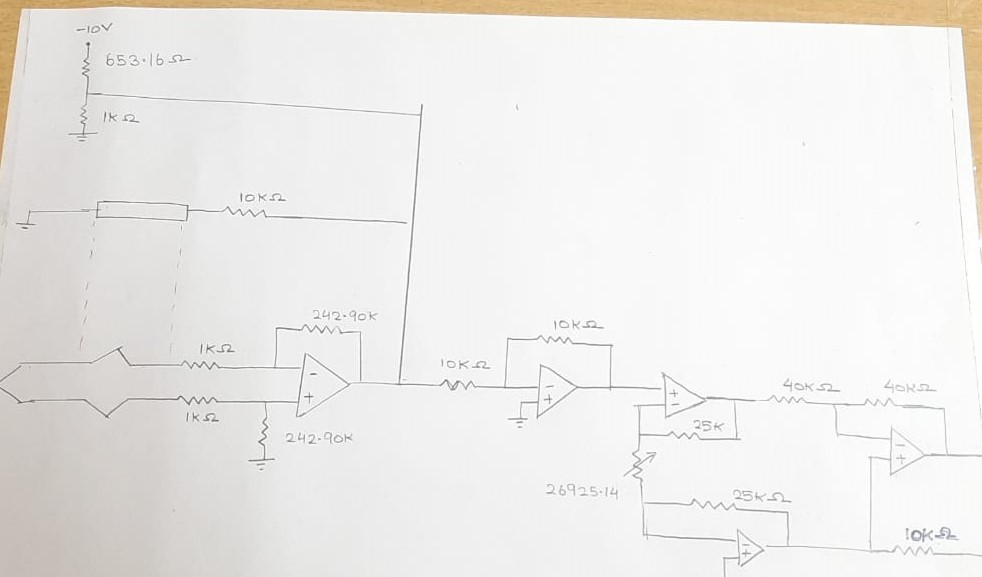 -10V
653.16Ω
1KΩ
10KΩ
242.90K
1KΩ
-
+
1KΩ
242.90K
10KΩ
10KΩ
-
+
+
-
25K
26925.14
25KΩ
-
+
40KΩ
40KΩ
-
+
10KΩ